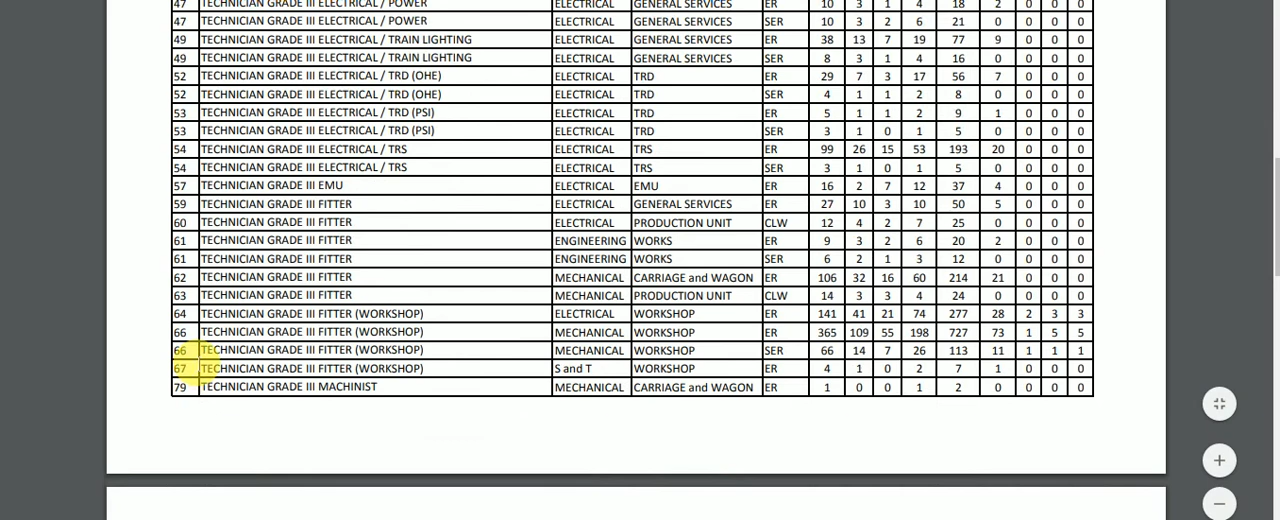 47 TECHNICIAN GRADE III ELECTRICAL / POWER ELECTRICAL GENERAL SERVICES ER 10 3 1 4 18 2 0 0 0
47 TECHNICIAN GRADE III ELECTRICAL / POWER ELECTRICAL GENERAL SERVICES SER 10 3 2 6 21 0 0 0 0
49 TECHNICIAN GRADE III ELECTRICAL / TRAIN LIGHTING ELECTRICAL GENERAL SERVICES ER 38 13 7 19 77 9 0 0 0
49 TECHNICIAN GRADE III ELECTRICAL / TRAIN LIGHTING ELECTRICAL GENERAL SERVICES SER 8 3 1 4 16 0 0 0 0
52 TECHNICIAN GRADE III ELECTRICAL / TRD (OHE) ELECTRICAL TRD ER 29 7 3 17 56 7 0 0 0
52 TECHNICIAN GRADE III ELECTRICAL / TRD (OHE) ELECTRICAL TRD SER 4 1 1 2 8 0 0 0 0
53 TECHNICIAN GRADE III ELECTRICAL / TRD (PSI) ELECTRICAL TRD ER 5 1 1 2 9 1 0 0 0
53 TECHNICIAN GRADE III ELECTRICAL / TRD (PSI) ELECTRICAL TRD SER 3 1 0 1 5 0 0 0 0
54 TECHNICIAN GRADE III ELECTRICAL / TRS ELECTRICAL TRS ER 99 26 15 53 193 20 0 0 0
54 TECHNICIAN GRADE III ELECTRICAL / TRS ELECTRICAL TRS SER 3 1 0 1 5 0 0 0 0
57 TECHNICIAN GRADE III EMU ELECTRICAL EMU ER 16 2 7 12 37 4 0 0 0
59 TECHNICIAN GRADE III FITTER ELECTRICAL GENERAL SERVICES ER 27 10 3 10 50 5 0 0 0
60 TECHNICIAN GRADE III FITTER ELECTRICAL PRODUCTION UNIT CLW 12 4 2 7 25 0 0 0 0
61 TECHNICIAN GRADE III FITTER ENGINEERING WORKS ER 9 3 2 6 20 2 0 0 0
61 TECHNICIAN GRADE III FITTER ENGINEERING WORKS SER 6 2 1 3 12 0 0 0 0
62 TECHNICIAN GRADE III FITTER MECHANICAL CARRIAGE and WAGON ER 106 32 16 60 214 21 0 0 0
63 TECHNICIAN GRADE III FITTER MECHANICAL PRODUCTION UNIT CLW 14 3 3 4 24 0 0 0 0
64 TECHNICIAN GRADE III FITTER (WORKSHOP) ELECTRICAL WORKSHOP ER 141 41 21 74 277 28 2 3 3
66 TECHNICIAN GRADE III FITTER (WORKSHOP) MECHANICAL WORKSHOP ER 365 109 55 198 727 73 1 5 5
66 TECHNICIAN GRADE III FITTER (WORKSHOP) MECHANICAL WORKSHOP SER 66 14 7 26 113 11 1 1 1
67 TECHNICIAN GRADE III FITTER (WORKSHOP) S and T WORKSHOP ER 4 1 0 2 7 1 0 0 0
79 TECHNICIAN GRADE III MACHINIST MECHANICAL CARRIAGE and WAGON ER 1 0 0 1 2 0 0 0 0